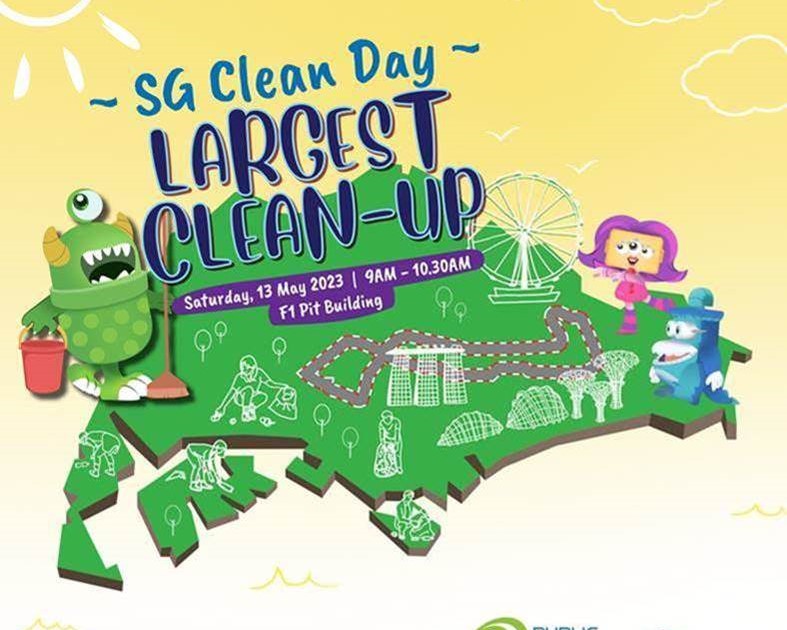 ~ SG Clean Day ~
LARGEST
CLEAN-UP
Saturday, 13 May 2023 | 9AM - 10.30AM
F1 Pit Building